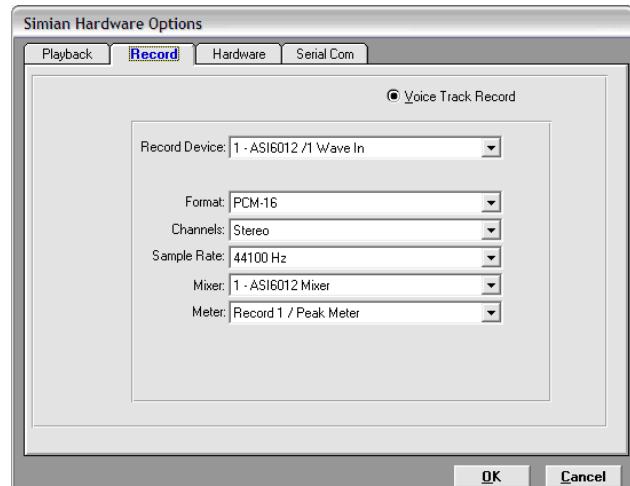 Simian Hardware Options
Playback Record Hardware Serial Com
Voice Track Record
Record Device: 1 - ASI6012 /1 Wave In
Format: PCM-16
Channels: Stereo
Sample Rate: 44100 Hz
Mixer: 1 - ASI6012 Mixer
Meter: Record 1 / Peak Meter
OK Cancel